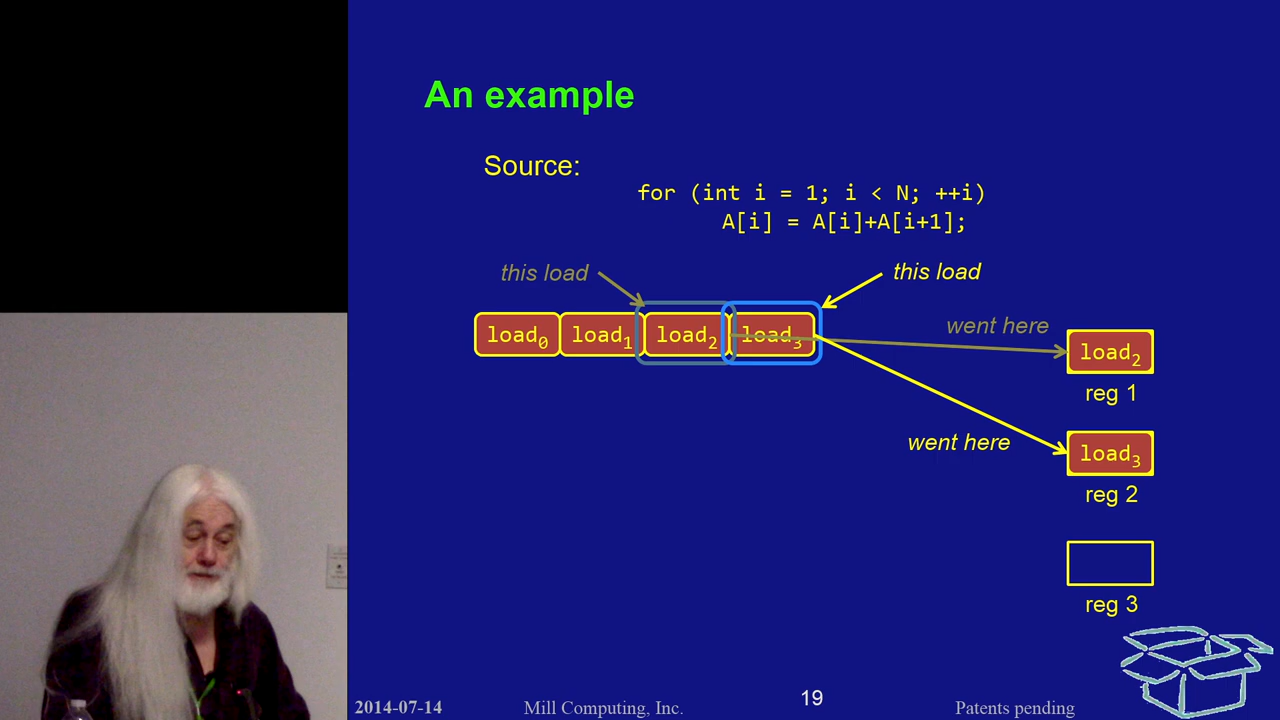 An example
Source:
for (int i = 1; i < N; ++i)
A[i] = A[i]+A[i+1];
this load
this load
load0 load1 load2 load3
went here
load2
reg 1
went here
load3
reg 2
reg 3
2014-07-14 Mill Computing, Inc. 19 Patents pending